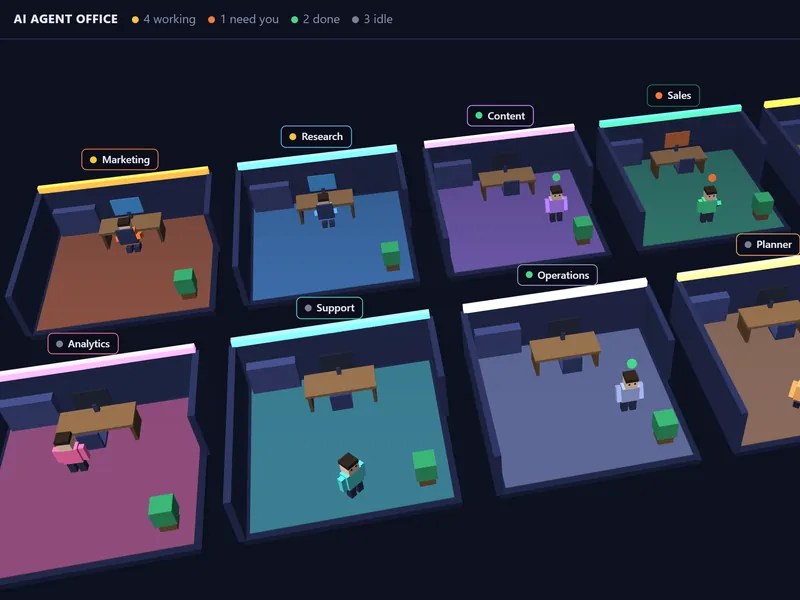 AI AGENT OFFICE 4 working 1 need you 2 done 3 idle
Sales
Content
Research
Marketing
Planner
Operations
Support
Analytics